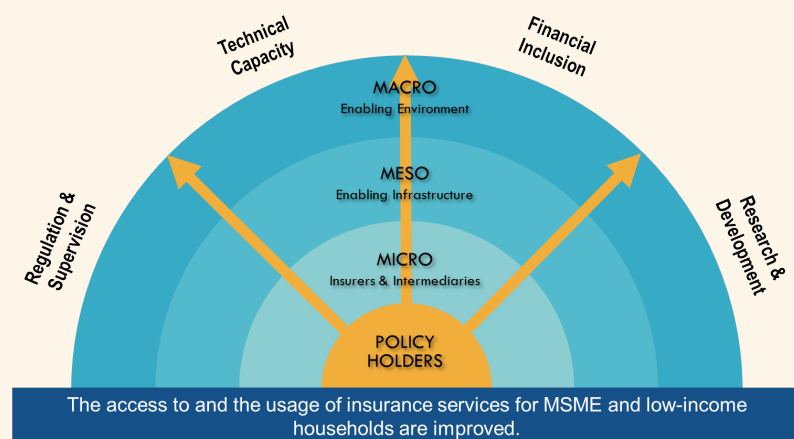 Technical
Capacity
Financial
Inclusion
MACRO
Enabling Environment
Regulation &
Supervision
MESO
Enabling Infrastructure
Research &
Development
MICRO
Insurers & Intermediaries
POLICY
HOLDERS
The access to and the usage of insurance services for MSME and low-income
households are improved.